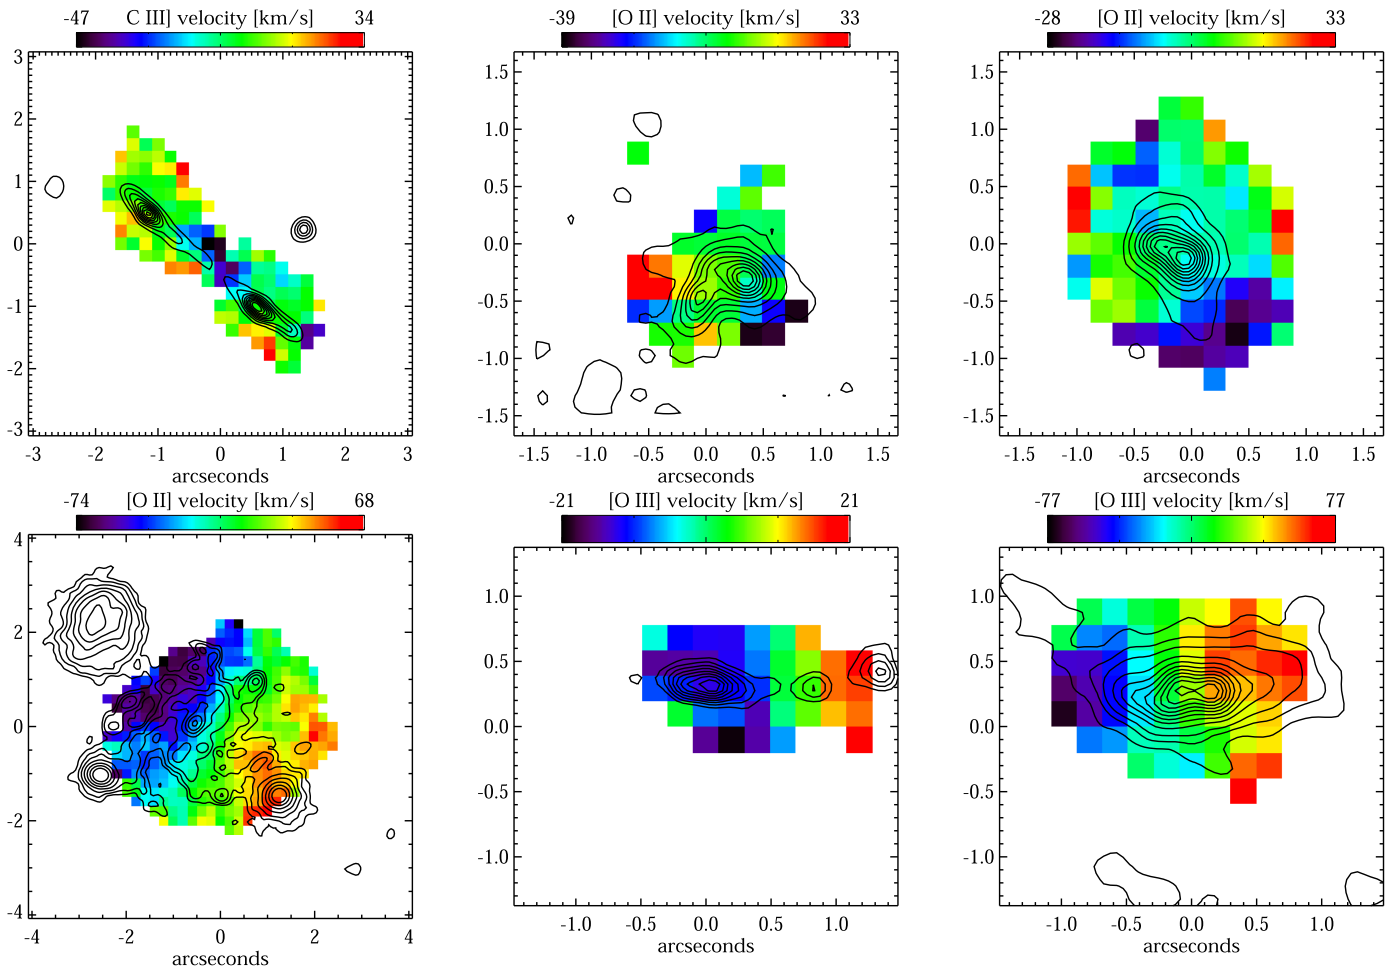 -47 C III] velocity [km/s] 34
-39 [O II] velocity [km/s] 33
-28 [O II] velocity [km/s] 33
3
2
1
0
-1
-2
-3
-3 -2 -1 0 1 2 3
arcseconds
1.5
1.0
0.5
0.0
-0.5
-1.0
-1.5
-1.5 -1.0 -0.5 0.0 0.5 1.0 1.5
arcseconds
1.5
1.0
0.5
0.0
-0.5
-1.0
-1.5
-1.5 -1.0 -0.5 0.0 0.5 1.0 1.5
arcseconds
-74 [O II] velocity [km/s] 68
-21 [O III] velocity [km/s] 21
-77 [O III] velocity [km/s] 77
4
2
0
-2
-4
-4 -2 0 2 4
arcseconds
1.0
0.5
0.0
-0.5
-1.0
-1.0 -0.5 0.0 0.5 1.0
arcseconds
1.0
0.5
0.0
-0.5
-1.0
-1.0 -0.5 0.0 0.5 1.0
arcseconds